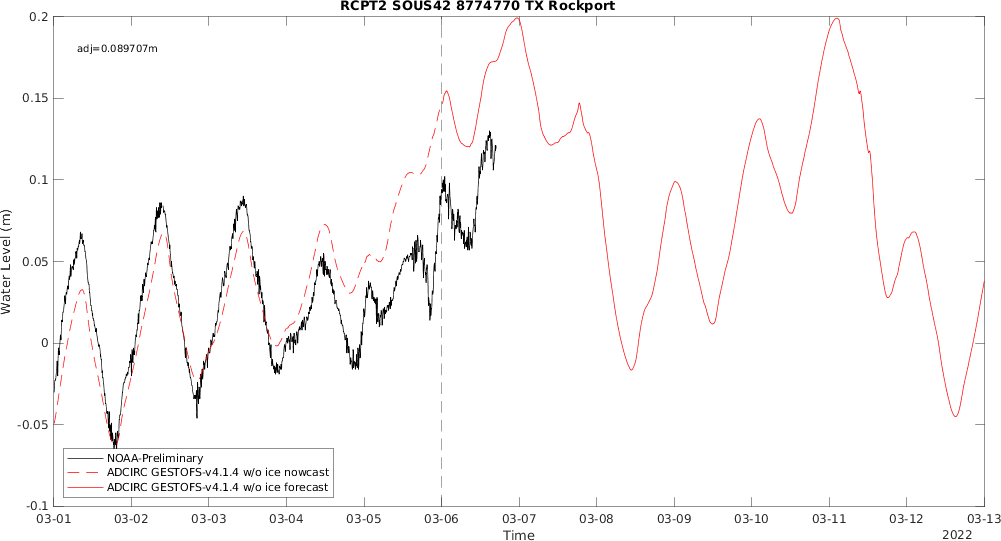 RCPT2 SOUS42 8774770 TX Rockport
adj=0.089707m
0.2
0.15
0.1
0.05
0
-0.05
-0.1
Water Level (m)
NOAA-Preliminary
ADCIRC GESTOFS-v4.1.4 w/o ice nowcast
ADCIRC GESTOFS-v4.1.4 w/o ice forecast
03-01 03-02 03-03 03-04 03-05 03-06 03-07 03-08 03-09 03-10 03-11 03-12 03-13
Time
2022